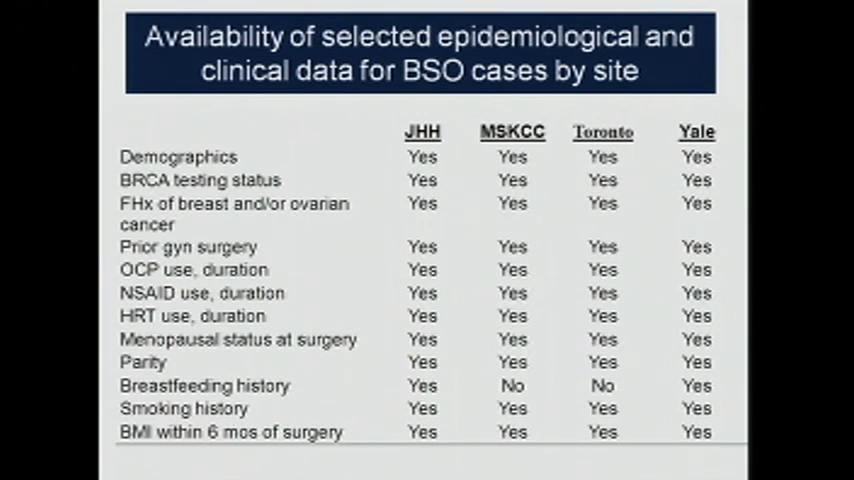 Availability of selected epidemiological and
clinical data for BSO cases by site
JHH MSKCC Toronto Yale
Demographics Yes Yes Yes Yes
BRCA testing status Yes Yes Yes Yes
FHx of breast and/or ovarian Yes Yes Yes Yes
cancer
Prior gyn surgery Yes Yes Yes Yes
OCP use, duration Yes Yes Yes Yes
NSAID use, duration Yes Yes Yes Yes
HRT use, duration Yes Yes Yes Yes
Menopausal status at surgery Yes Yes Yes Yes
Parity Yes Yes Yes Yes
Breastfeeding history Yes No No Yes
Smoking history Yes Yes Yes Yes
BMI within 6 mos of surgery Yes Yes Yes Yes